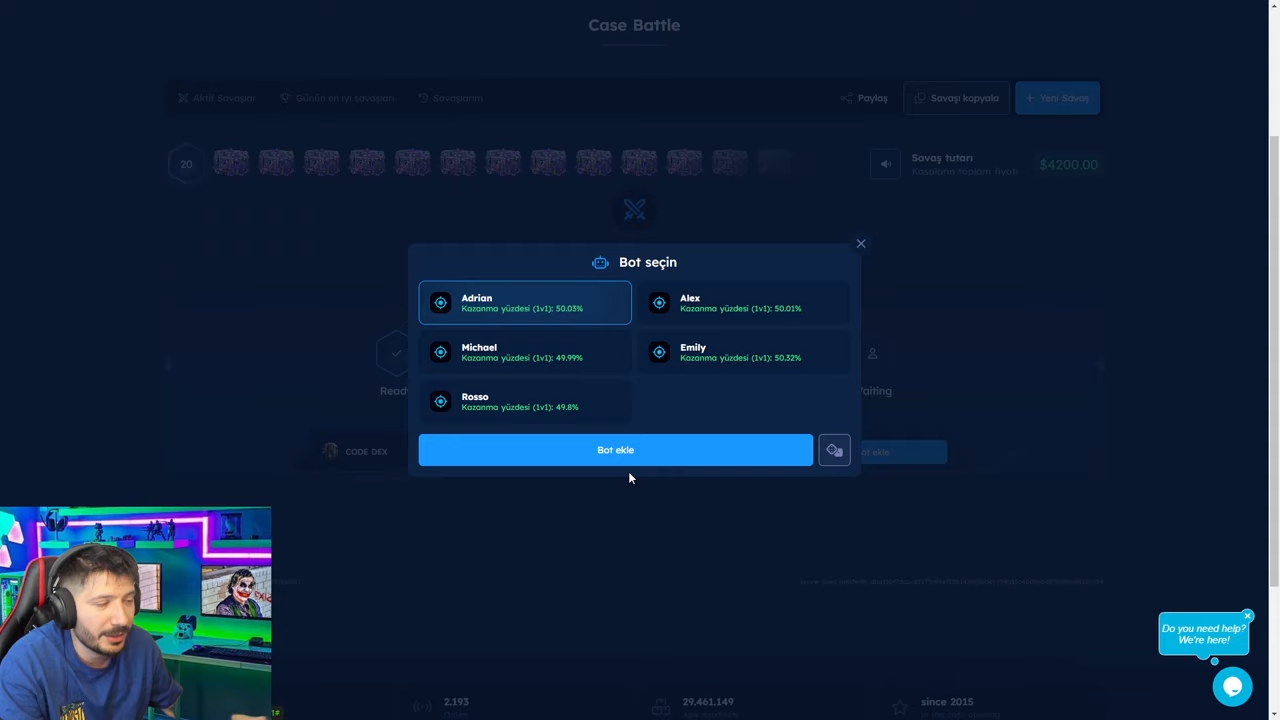 Case Battle
Aktif Savaşlar
Günün en iyi savaşları
Savaşlarım
Paylaş
Savaşı kopyala
+ Yeni Savaş
20
Savaş tutarı
Kasaların toplam fiyatı
$4200.00
Bot seçin
Adrian
Kazanma yüzdesi (1v1): 50.03%
Alex
Kazanma yüzdesi (1v1): 50.01%
Michael
Kazanma yüzdesi (1v1): 49.99%
Emily
Kazanma yüzdesi (1v1): 50.32%
Rosso
Kazanma yüzdesi (1v1): 49.8%
Bot ekle
CODE DEX
Do you need help?
We're here!
2.193
29.461.149
since 2015